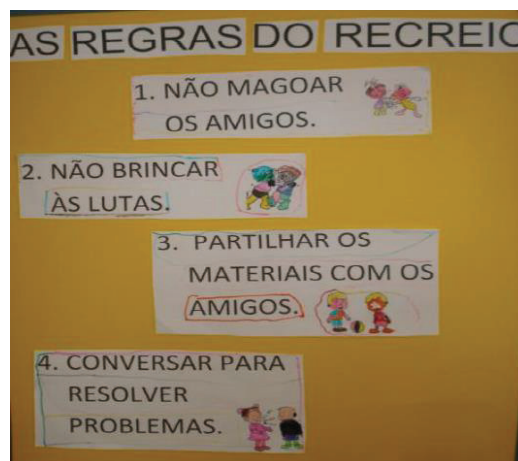 AS REGRAS DO RECREIO
1. NÃO MAGOAR
OS AMIGOS.
2. NÃO BRINCAR
ÀS LUTAS.
3. PARTILHAR OS
MATERIAIS COM OS
AMIGOS.
4. CONVERSAR PARA
RESOLVER
PROBLEMAS.